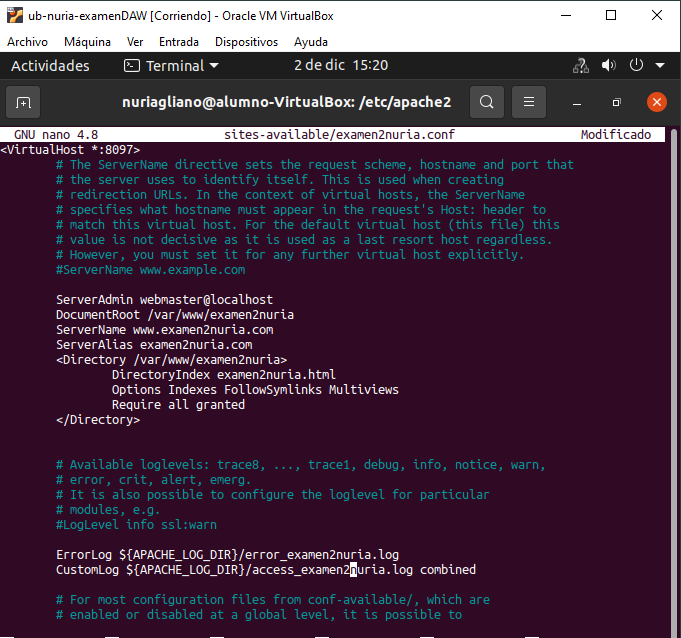 ub-nuria-examenDAW [Corriendo] - Oracle VM VirtualBox
Archivo Máquina Ver Entrada Dispositivos Ayuda
Actividades Terminal 2 de dic 15:20
nuriagliano@alumno-VirtualBox: /etc/apache2
GNU nano 4.8 sites-available/examen2nuria.conf Modificado
<VirtualHost *:8097>
# The ServerName directive sets the request scheme, hostname and port that
# the server uses to identify itself. This is used when creating
# redirection URLs. In the context of virtual hosts, the ServerName
# specifies what hostname must appear in the request's Host: header to
# match this virtual host. For the default virtual host (this file) this
# value is not decisive as it is used as a last resort host regardless.
# However, you must set it for any further virtual host explicitly.
#ServerName www.example.com
ServerAdmin webmaster@localhost
DocumentRoot /var/www/examen2nuria
ServerName www.examen2nuria.com
ServerAlias examen2nuria.com
<Directory /var/www/examen2nuria>
DirectoryIndex examen2nuria.html
Options Indexes FollowSymlinks Multiviews
Require all granted
</Directory>
# Available loglevels: trace8, ..., trace1, debug, info, notice, warn,
# error, crit, alert, emerg.
# It is also possible to configure the loglevel for particular
# modules, e.g.
#LogLevel info ssl:warn
ErrorLog ${APACHE_LOG_DIR}/error_examen2nuria.log
CustomLog ${APACHE_LOG_DIR}/access_examen2nuria.log combined
# For most configuration files from conf-available/, which are
# enabled or disabled at a global level, it is possible to